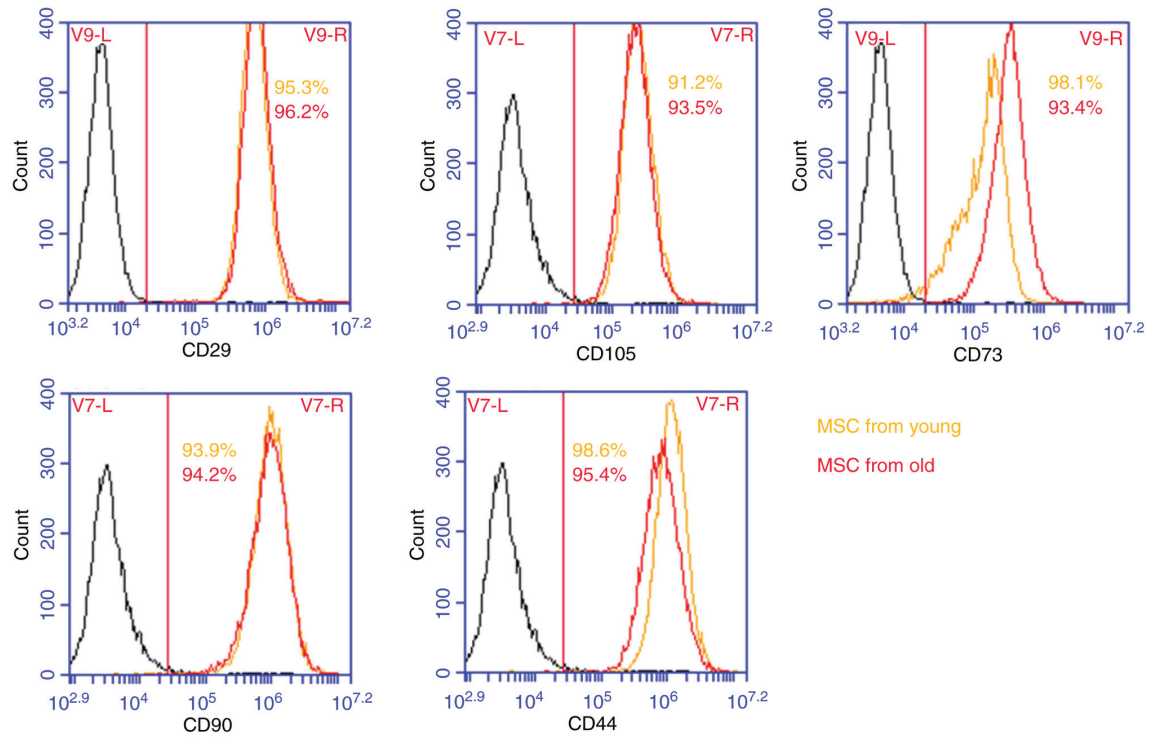 400
300
200
100
0
Count
V9-L
V9-R
95.3%
96.2%
10^3.2 10^4 10^5 10^6 10^7.2
CD29
400
300
200
100
0
Count
V7-L
V7-R
91.2%
93.5%
10^2.9 10^4 10^5 10^6 10^7.2
CD105
400
300
200
100
0
Count
V9-L
V9-R
98.1%
93.4%
10^3.2 10^4 10^5 10^6 10^7.2
CD73
400
300
200
100
0
Count
V7-L
V7-R
93.9%
94.2%
10^2.9 10^4 10^5 10^6 10^7.2
CD90
400
300
200
100
0
Count
V7-L
V7-R
98.6%
95.4%
10^2.9 10^4 10^5 10^6 10^7.2
CD44
MSC from young
MSC from old